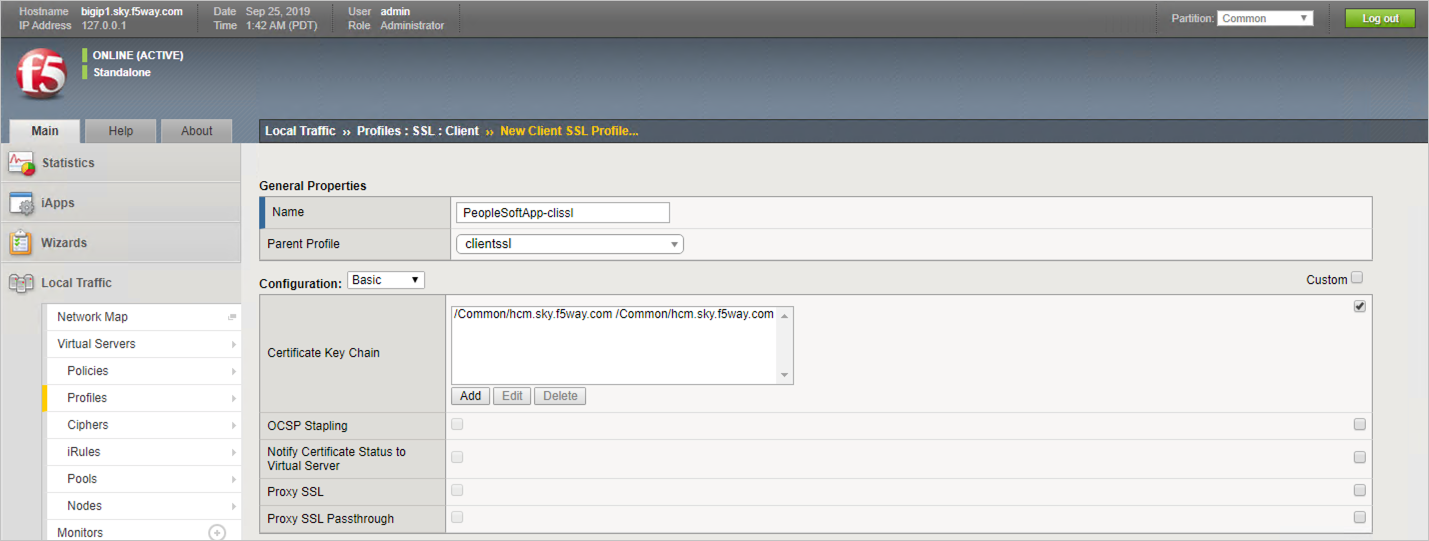 Hostname bigip1.sky.f5way.com Date Sep 25, 2019 User admin
IP Address 127.0.0.1 Time 1:42 AM (PDT) Role Administrator
Partition: Common Log out
f5
ONLINE (ACTIVE)
Standalone
Main Help About
Local Traffic ›› Profiles : SSL : Client ›› New Client SSL Profile...
Statistics
iApps
Wizards
Local Traffic
Network Map
Virtual Servers
Policies
Profiles
Ciphers
iRules
Pools
Nodes
Monitors
General Properties
Name PeopleSoftApp-clissl
Parent Profile clientssl
Configuration: Basic Custom
Certificate Key Chain
/Common/hcm.sky.f5way.com /Common/hcm.sky.f5way.com
Add Edit Delete
OCSP Stapling
Notify Certificate Status to
Virtual Server
Proxy SSL
Proxy SSL Passthrough